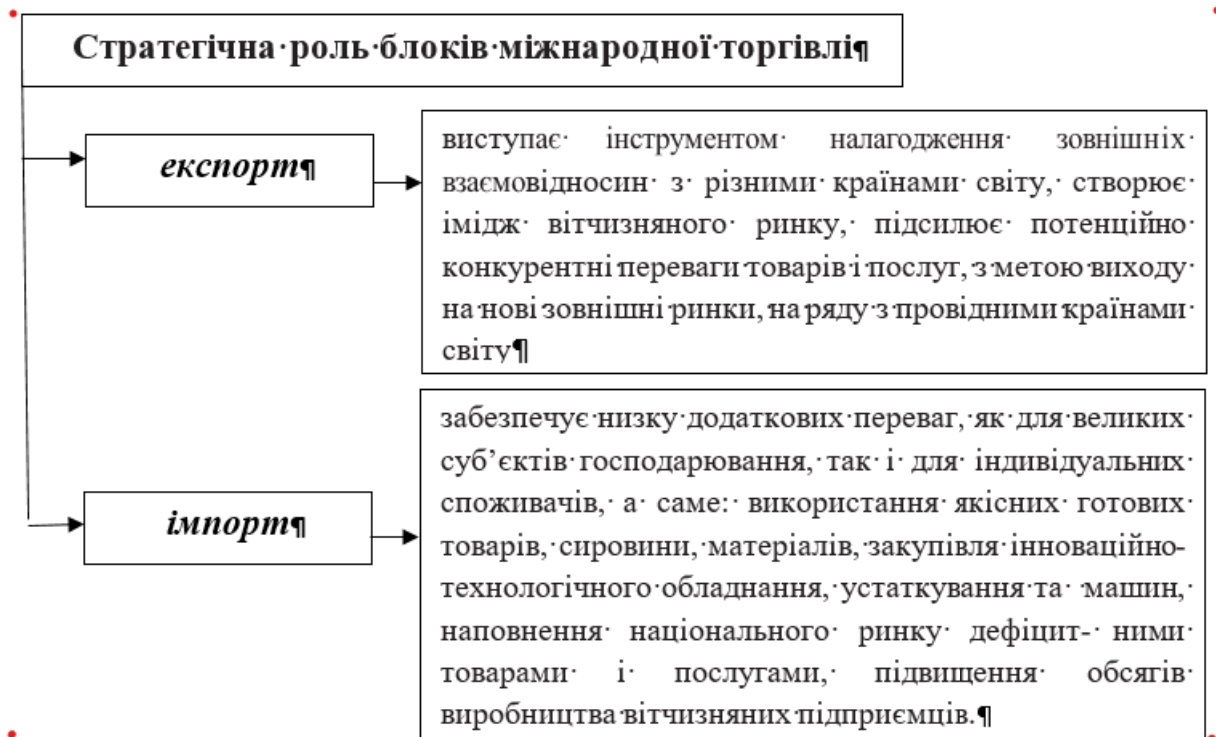 Стратегічна роль блоків міжнародної торгівлі¶
експорт¶
виступає інструментом налагодження зовнішніх
взаємовідносин з різними країнами світу, створює
імідж вітчизняного ринку, підсилює потенційно
конкурентні переваги товарів і послуг, з метою виходу
на нові зовнішні ринки, на ряду з провідними країнами
світу¶
імпорт¶
забезпечує низку додаткових переваг, як для великих
суб’єктів господарювання, так і для індивідуальних
споживачів, а саме: використання якісних готових
товарів, сировини, матеріалів, закупівля інноваційно-
технологічного обладнання, устаткування та машин,
наповнення національного ринку дефіцит- ними
товарами і послугами, підвищення обсягів
виробництва вітчизняних підприємців.¶